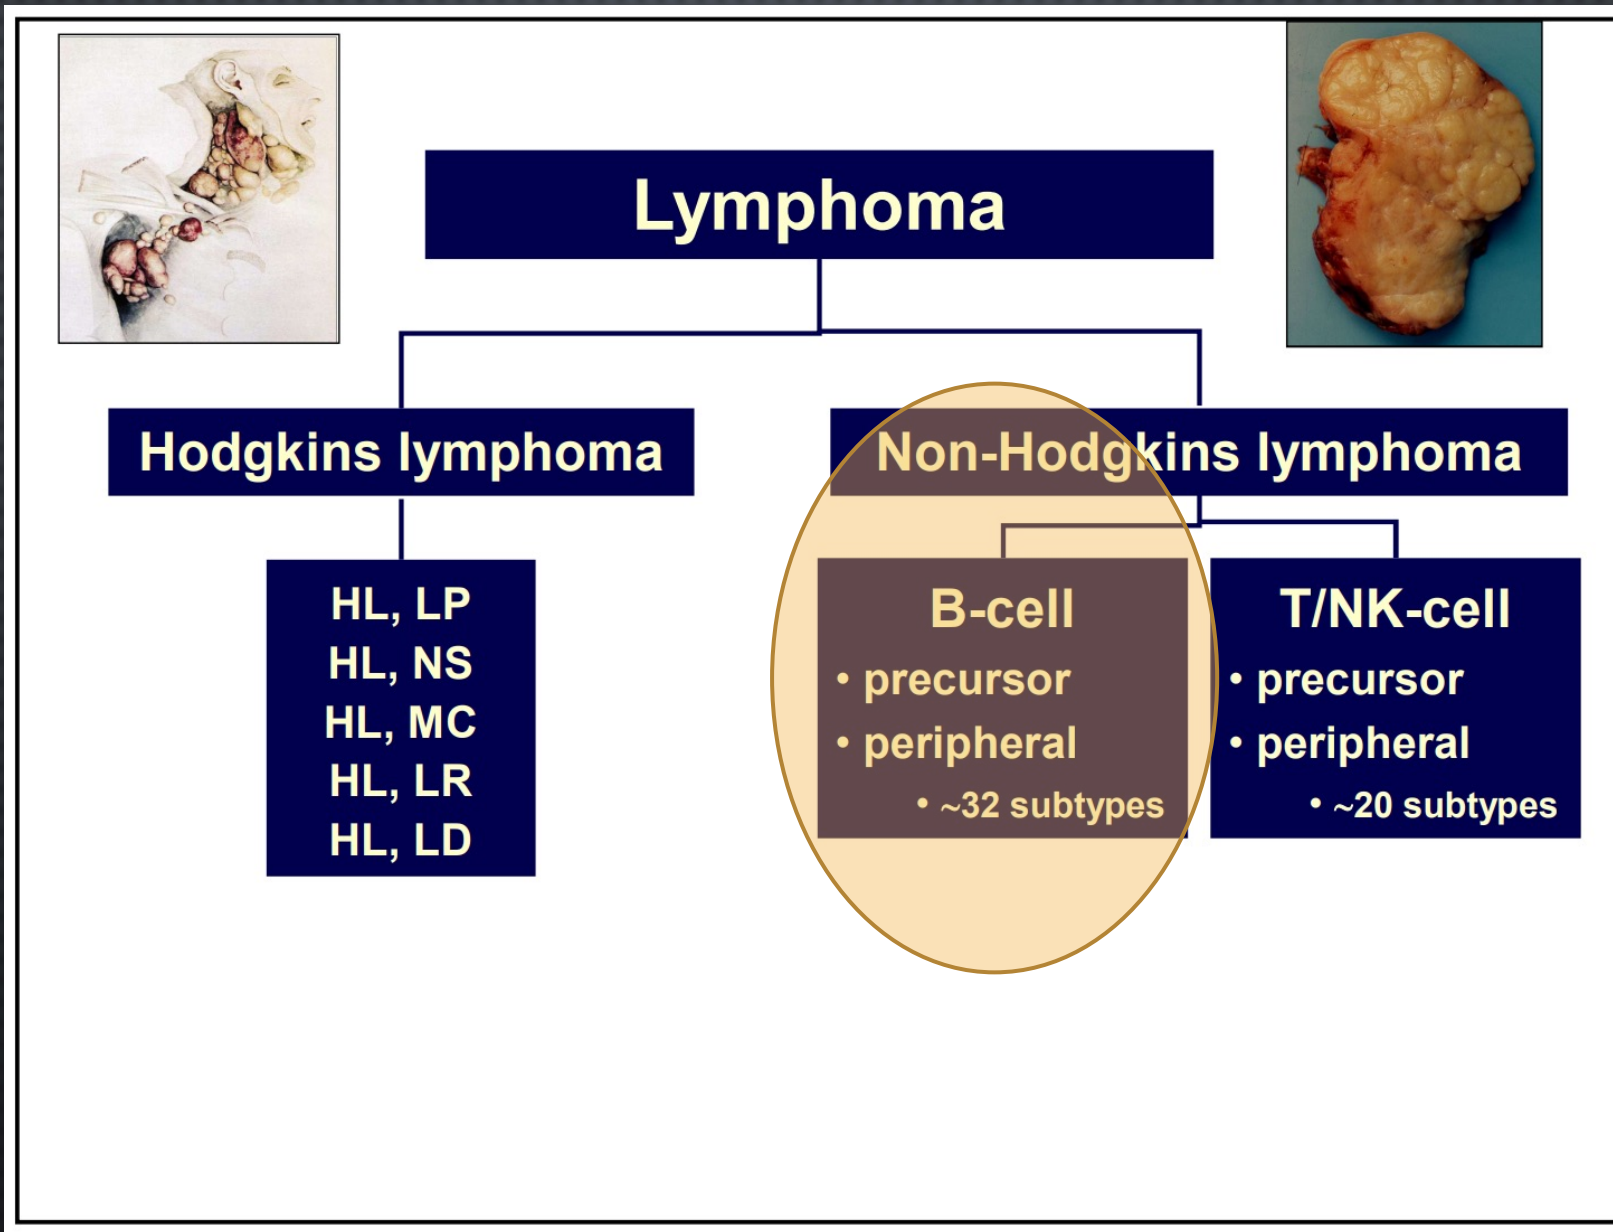 Lymphoma
Hodgkins lymphoma
HL, LP
HL, NS
HL, MC
HL, LR
HL, LD
Non-Hodgkins lymphoma
B-cell
• precursor
• peripheral
• ~32 subtypes
T/NK-cell
• precursor
• peripheral
• ~20 subtypes